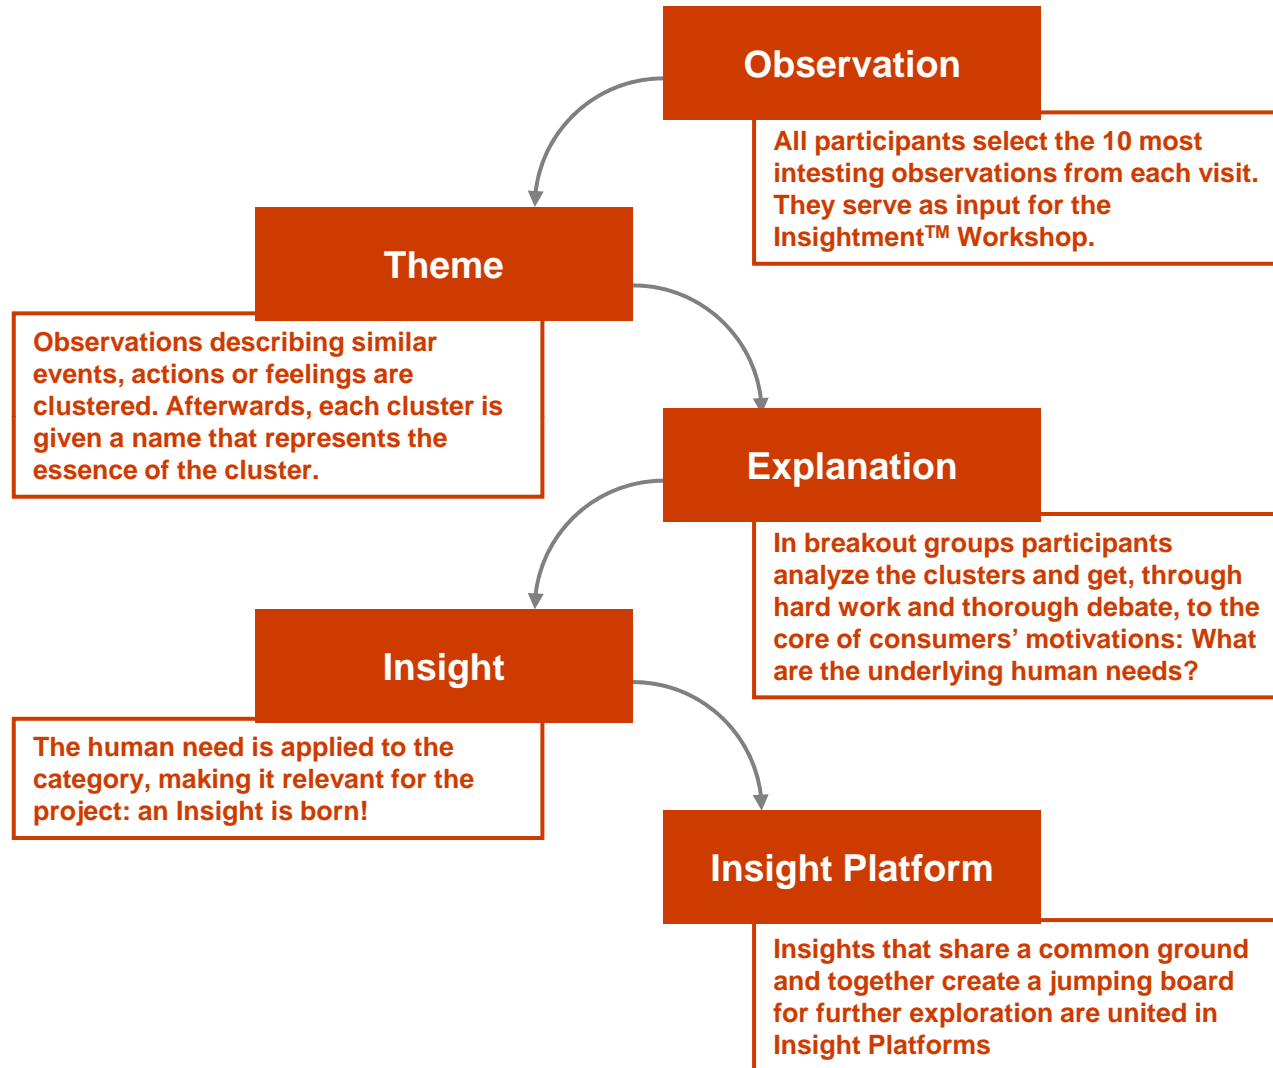 Observation
All participants select the 10 most
intesting observations from each visit.
They serve as input for the
Insightment™ Workshop.
Theme
Observations describing similar
events, actions or feelings are
clustered. Afterwards, each cluster is
given a name that represents the
essence of the cluster.
Explanation
In breakout groups participants
analyze the clusters and get, through
hard work and thorough debate, to the
core of consumers’ motivations: What
are the underlying human needs?
Insight
The human need is applied to the
category, making it relevant for the
project: an Insight is born!
Insight Platform
Insights that share a common ground
and together create a jumping board
for further exploration are united in
Insight Platforms